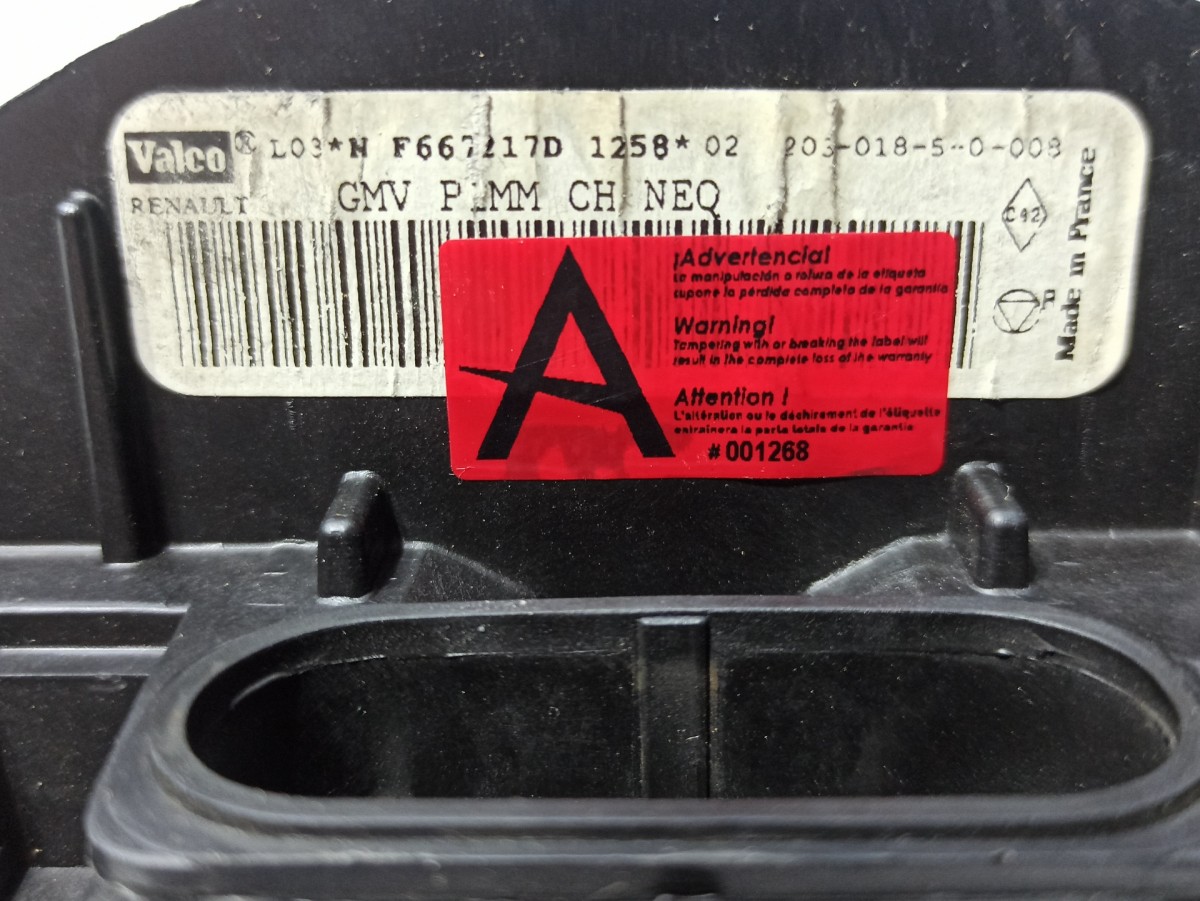 Valeo® L03*N F667217D 1258* 02 203-018-5-0-008
RENAULT GMV P1MM CH NEQ
C42
P
Made in France
A
¡Advertencia!
La manipulación o rotura de la etiqueta
supone la pérdida completa de la garantía
Warning!
Tampering with or breaking the label will
result in the complete loss of the warranty
Attention !
L'altération ou le déchirement de l'étiquette
entraînera la perte totale de la garantie
#001268